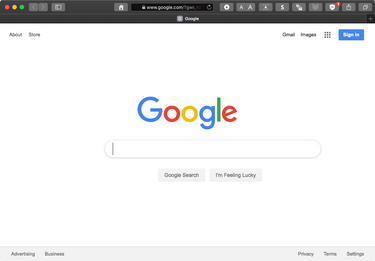 www.google.com/?gws_
Google
About Store
Gmail Images
Sign in
Google
Google Search I'm Feeling Lucky
Advertising Business
Privacy Terms Settings